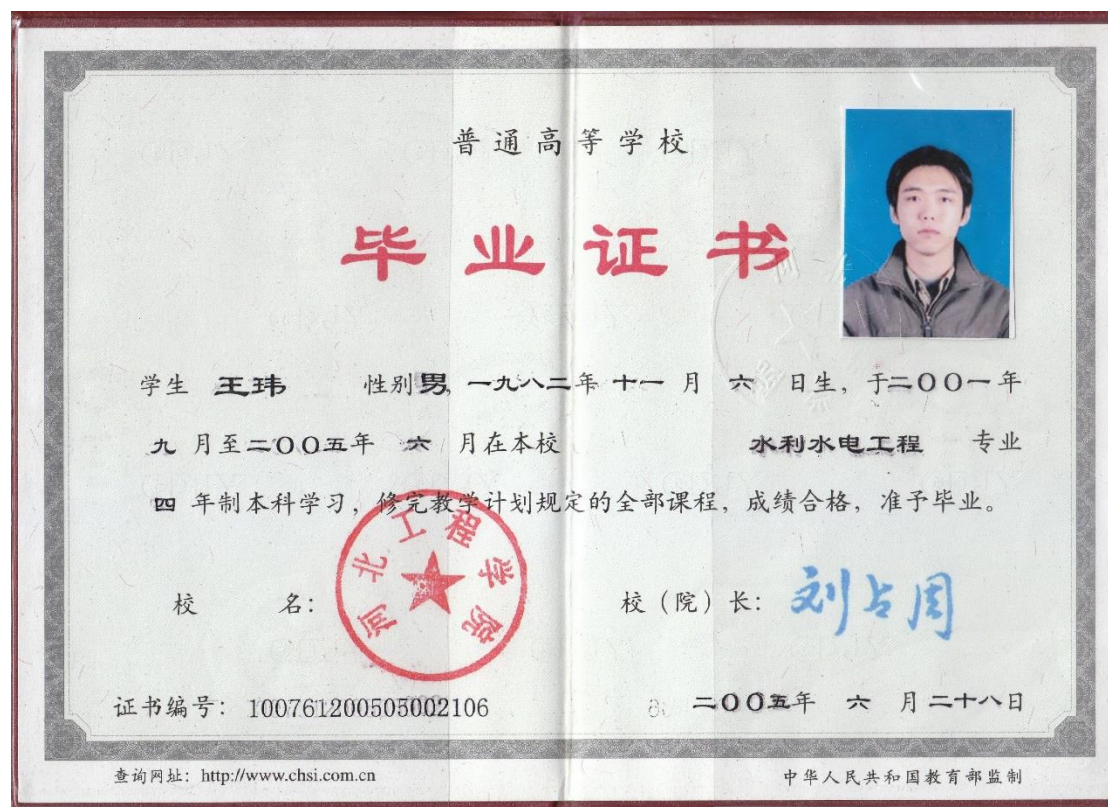 普通高等学校
毕业证书
学生 王玮 性别男，一九八二年 十一 月 六 日生，于二〇〇一年
九 月至二〇〇五年 六 月在本校 水利水电工程 专业
四 年制本科学习，修完教学计划规定的全部课程，成绩合格，准予毕业。
河北工程学院
校 名： 校（院）长：刘占周
证书编号：100761200505002106 二〇〇五年 六 月二十八日
查询网址：http://www.chsi.com.cn 中华人民共和国教育部监制